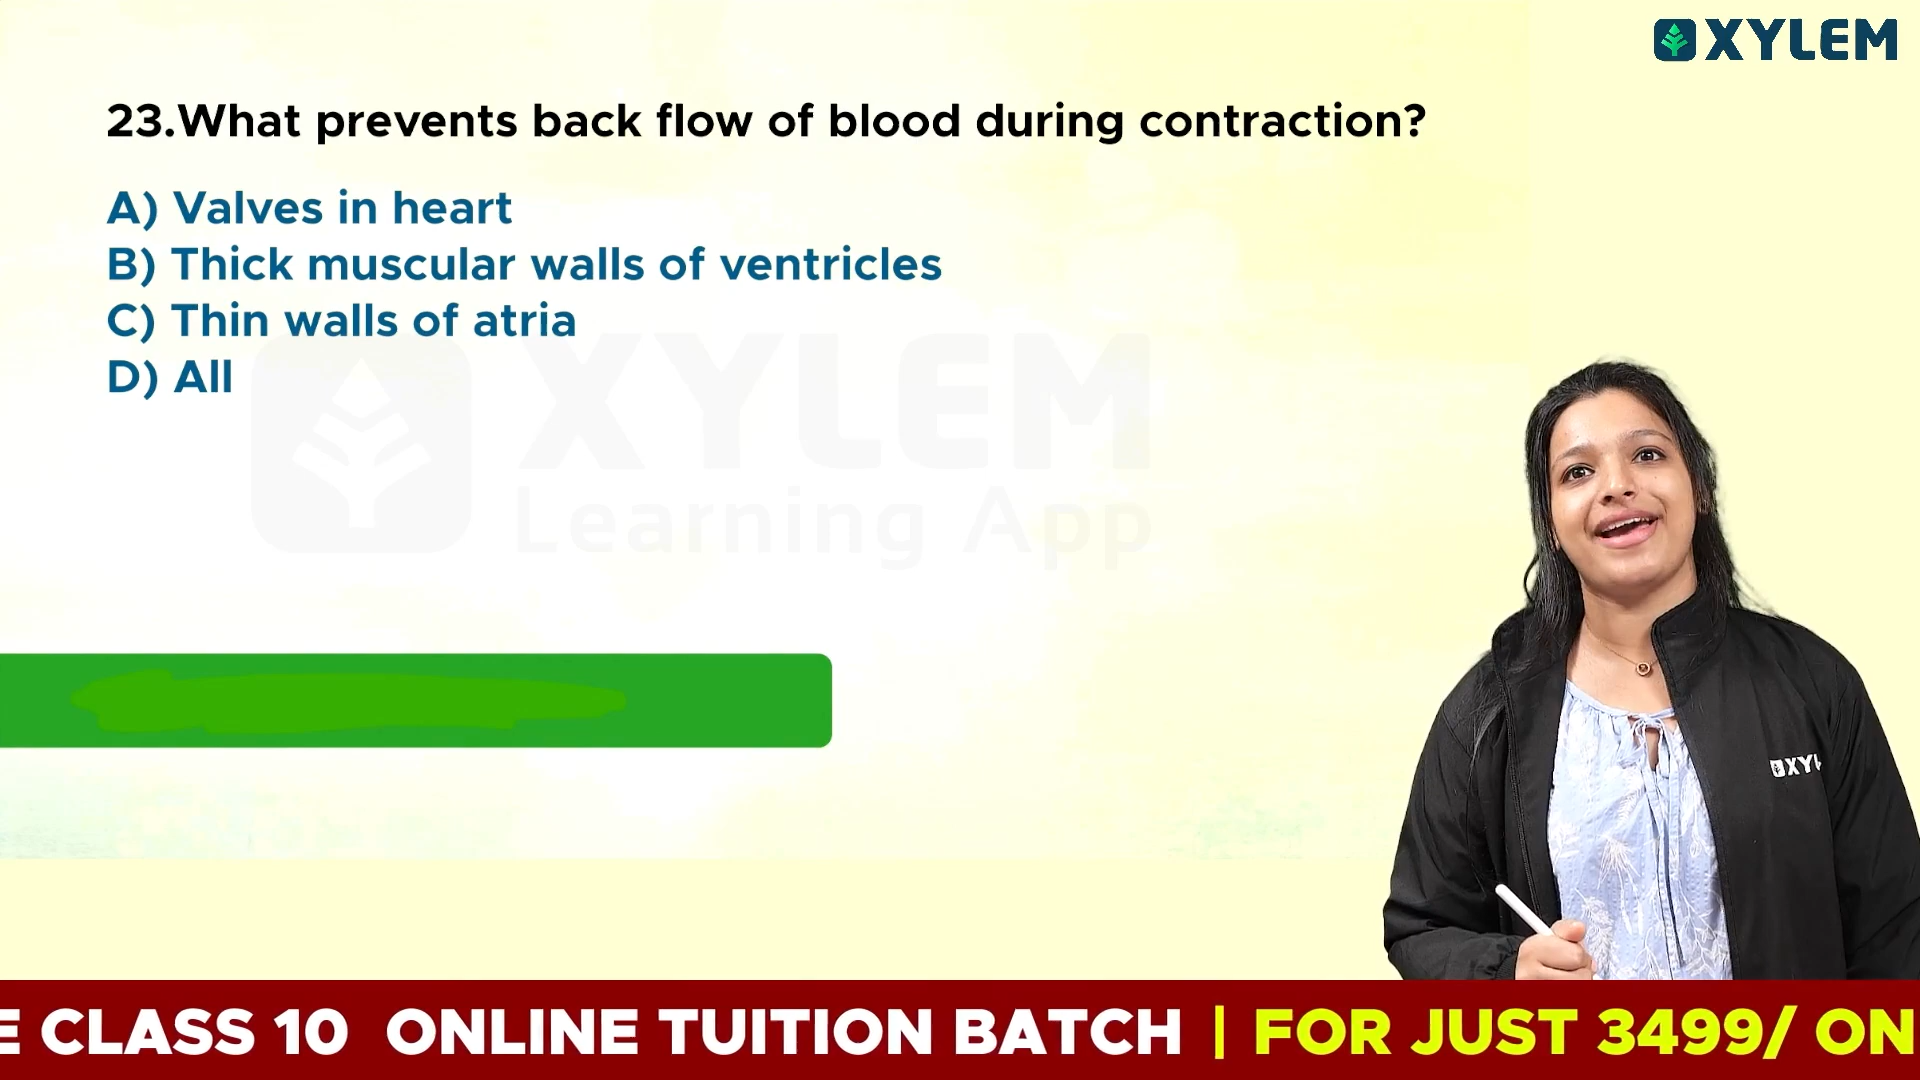 XYLEM
23.What prevents back flow of blood during contraction?
A) Valves in heart
B) Thick muscular walls of ventricles
C) Thin walls of atria
D) All
XYLEM
Learning App
XYL
E CLASS 10 ONLINE TUITION BATCH | FOR JUST 3499/ ON